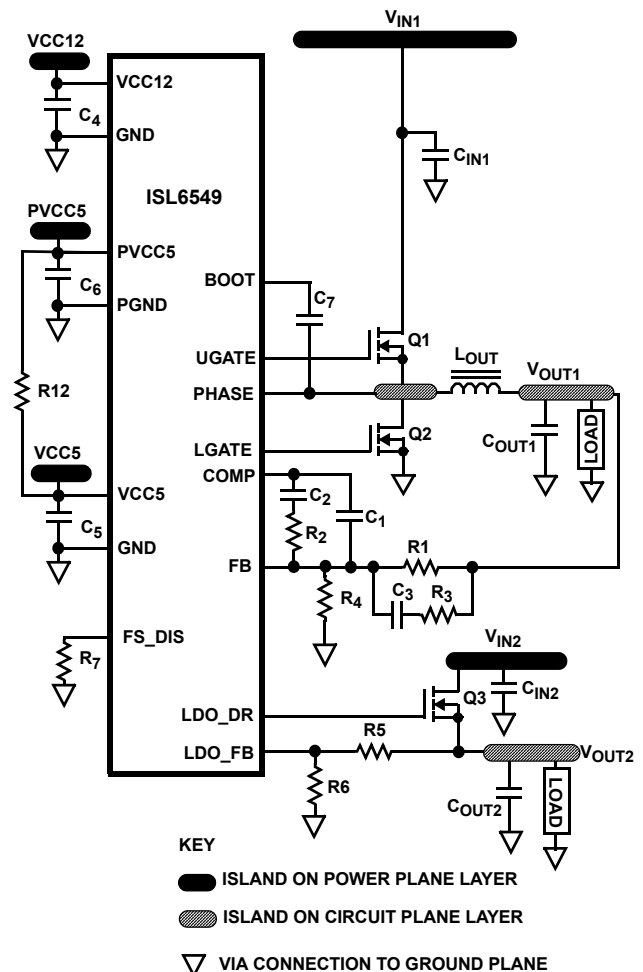 VIN1
VCC12
VCC12
C4
GND
CIN1
ISL6549
PVCC5
PVCC5
C6
PGND
BOOT
C7
Q1
UGATE
LOUT
VOUT1
PHASE
R12
Q2
COUT1
LOAD
LGATE
VCC5
COMP
VCC5
C2
C1
C5
R2
GND
FB
R1
R4
C3
R3
FS_DIS
R7
VIN2
Q3
CIN2
LDO_DR
R5
LDO_FB
VOUT2
R6
COUT2
LOAD
KEY
ISLAND ON POWER PLANE LAYER
ISLAND ON CIRCUIT PLANE LAYER
VIA CONNECTION TO GROUND PLANE